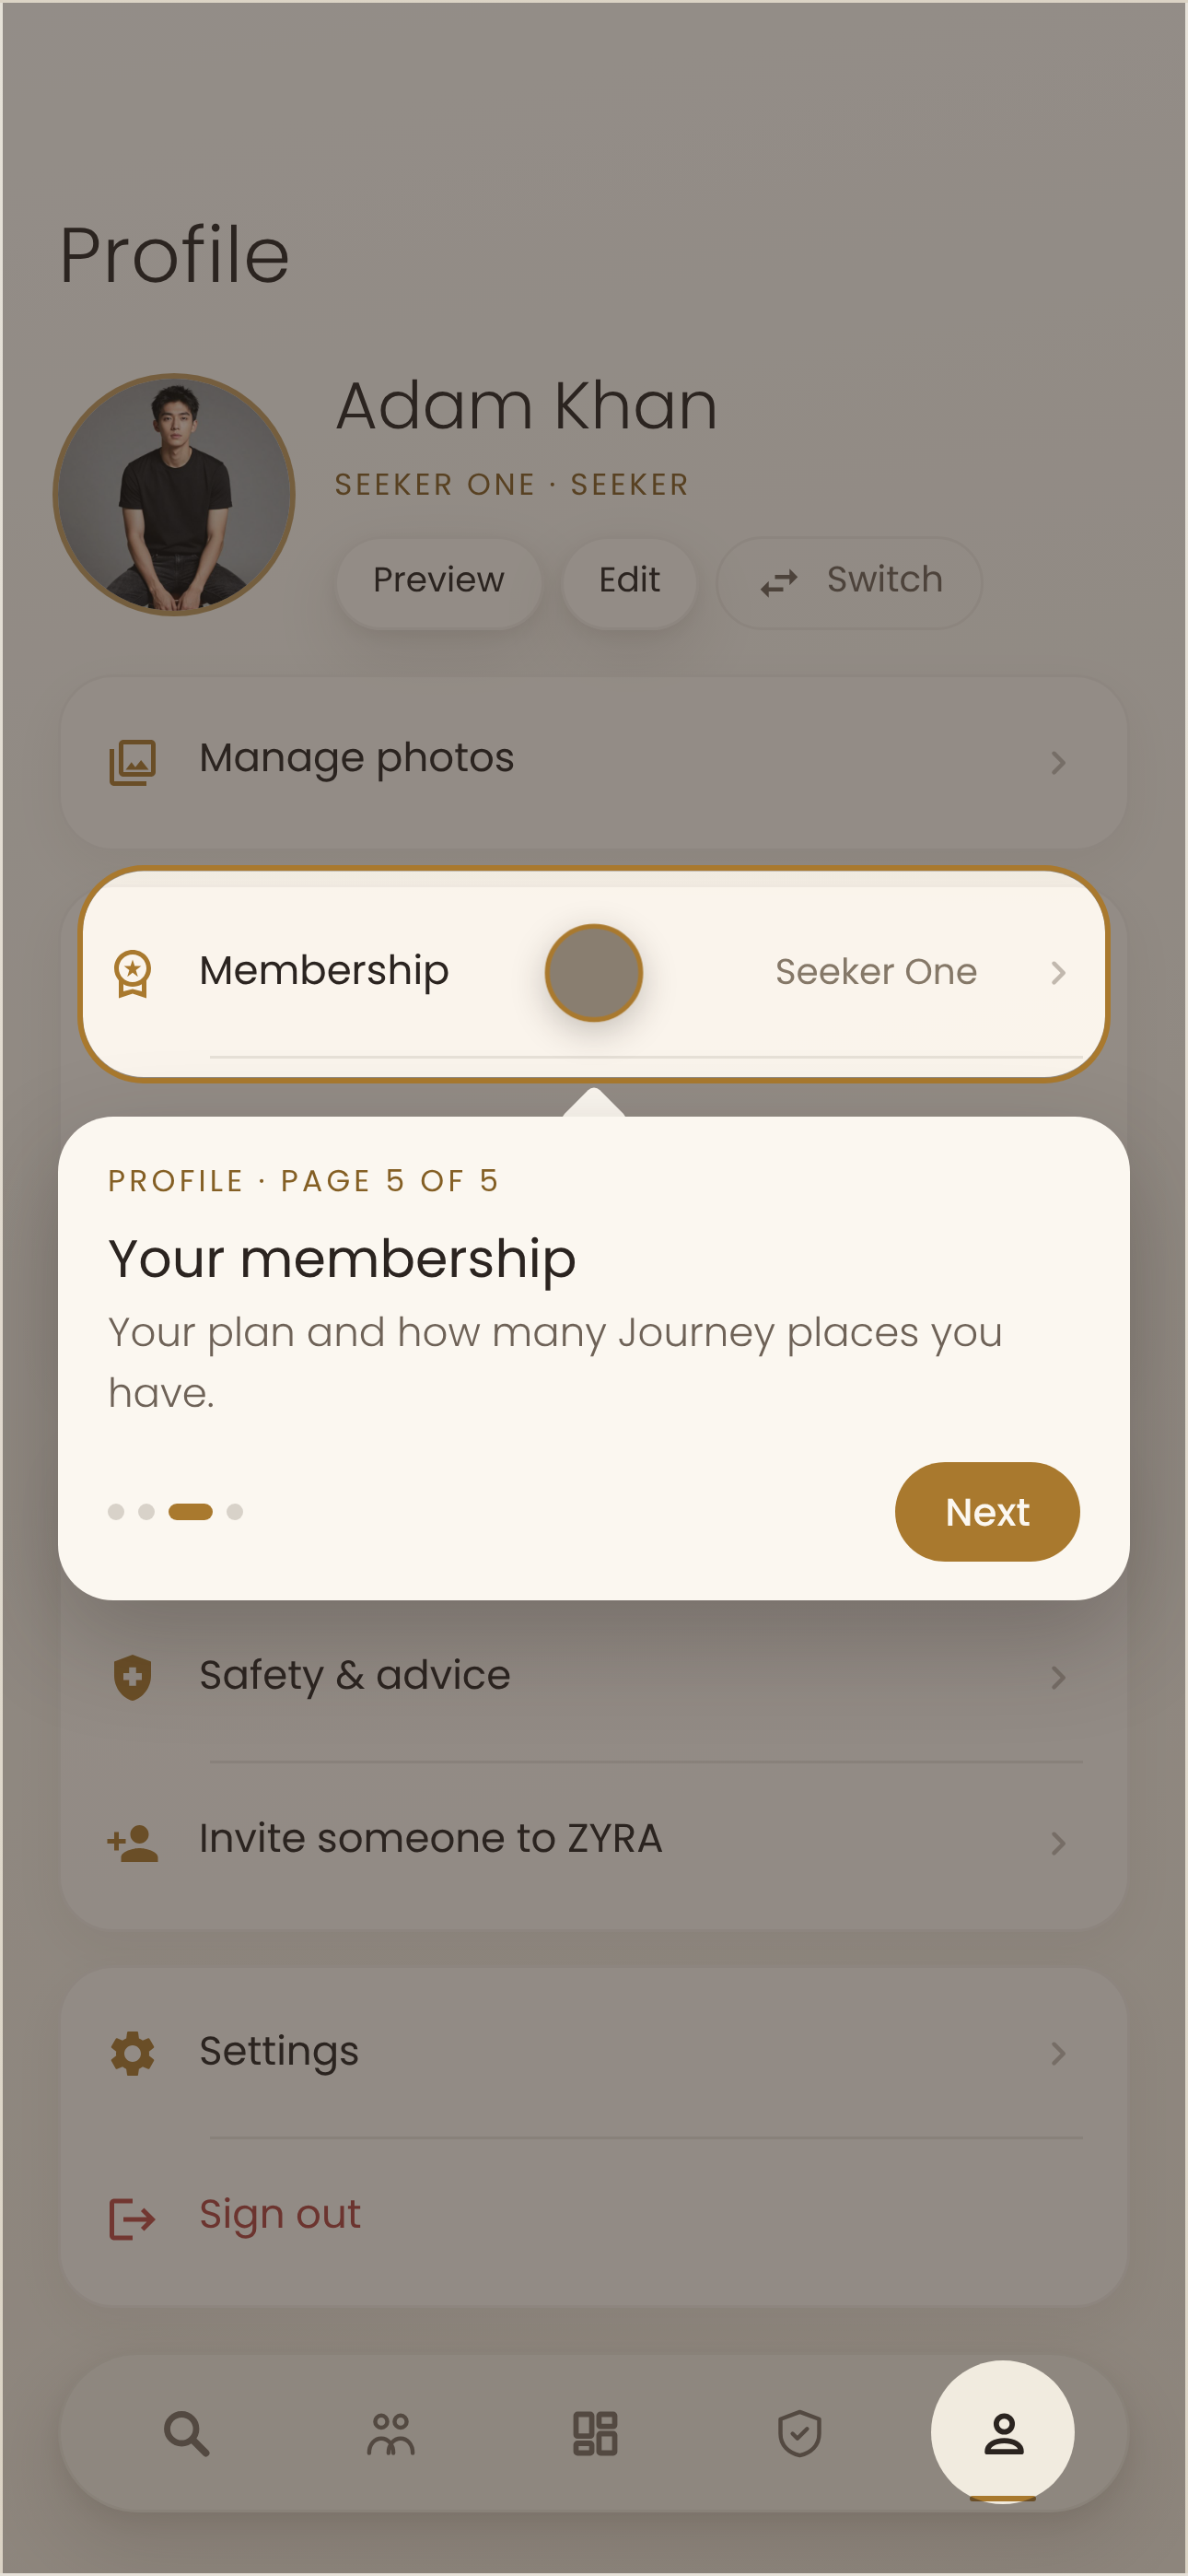 Profile
Adam Khan
SEEKER ONE · SEEKER
Preview Edit Switch
Manage photos
Membership Seeker One
PROFILE · PAGE 5 OF 5
Your membership
Your plan and how many Journey places you
have.
Next
Safety & advice
Invite someone to ZYRA
Settings
Sign out